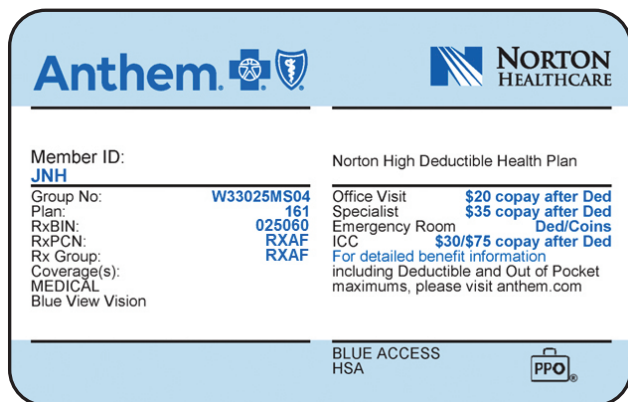 Anthem.
NORTON
HEALTHCARE
Member ID:
JNH
Group No: W33025MS04
Plan: 161
RxBIN: 025060
RxPCN: RXAF
Rx Group: RXAF
Coverage(s):
MEDICAL
Blue View Vision
Norton High Deductible Health Plan
Office Visit $20 copay after Ded
Specialist $35 copay after Ded
Emergency Room Ded/Coins
ICC $30/$75 copay after Ded
For detailed benefit information
including Deductible and Out of Pocket
maximums, please visit anthem.com
BLUE ACCESS
HSA
PPO®